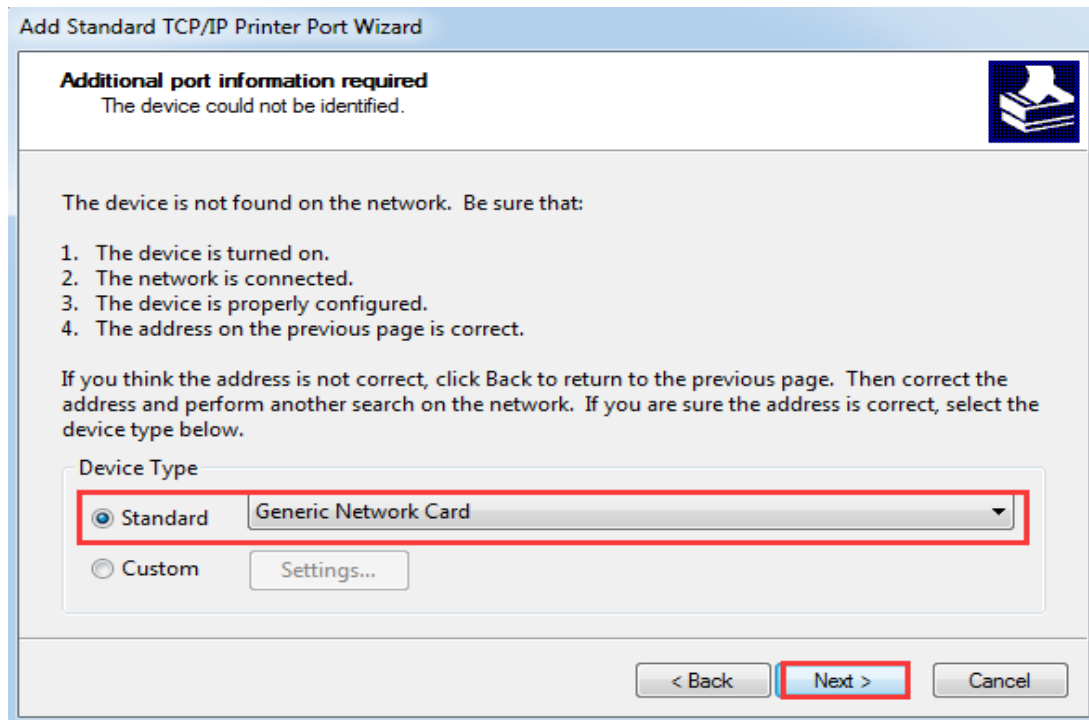 Add Standard TCP/IP Printer Port Wizard
Additional port information required
The device could not be identified.
The device is not found on the network.  Be sure that:
1.  The device is turned on.
2.  The network is connected.
3.  The device is properly configured.
4.  The address on the previous page is correct.
If you think the address is not correct, click Back to return to the previous page.  Then correct the
address and perform another search on the network.  If you are sure the address is correct, select the
device type below.
Device Type
Standard Generic Network Card
Custom Settings...
< Back Next > Cancel